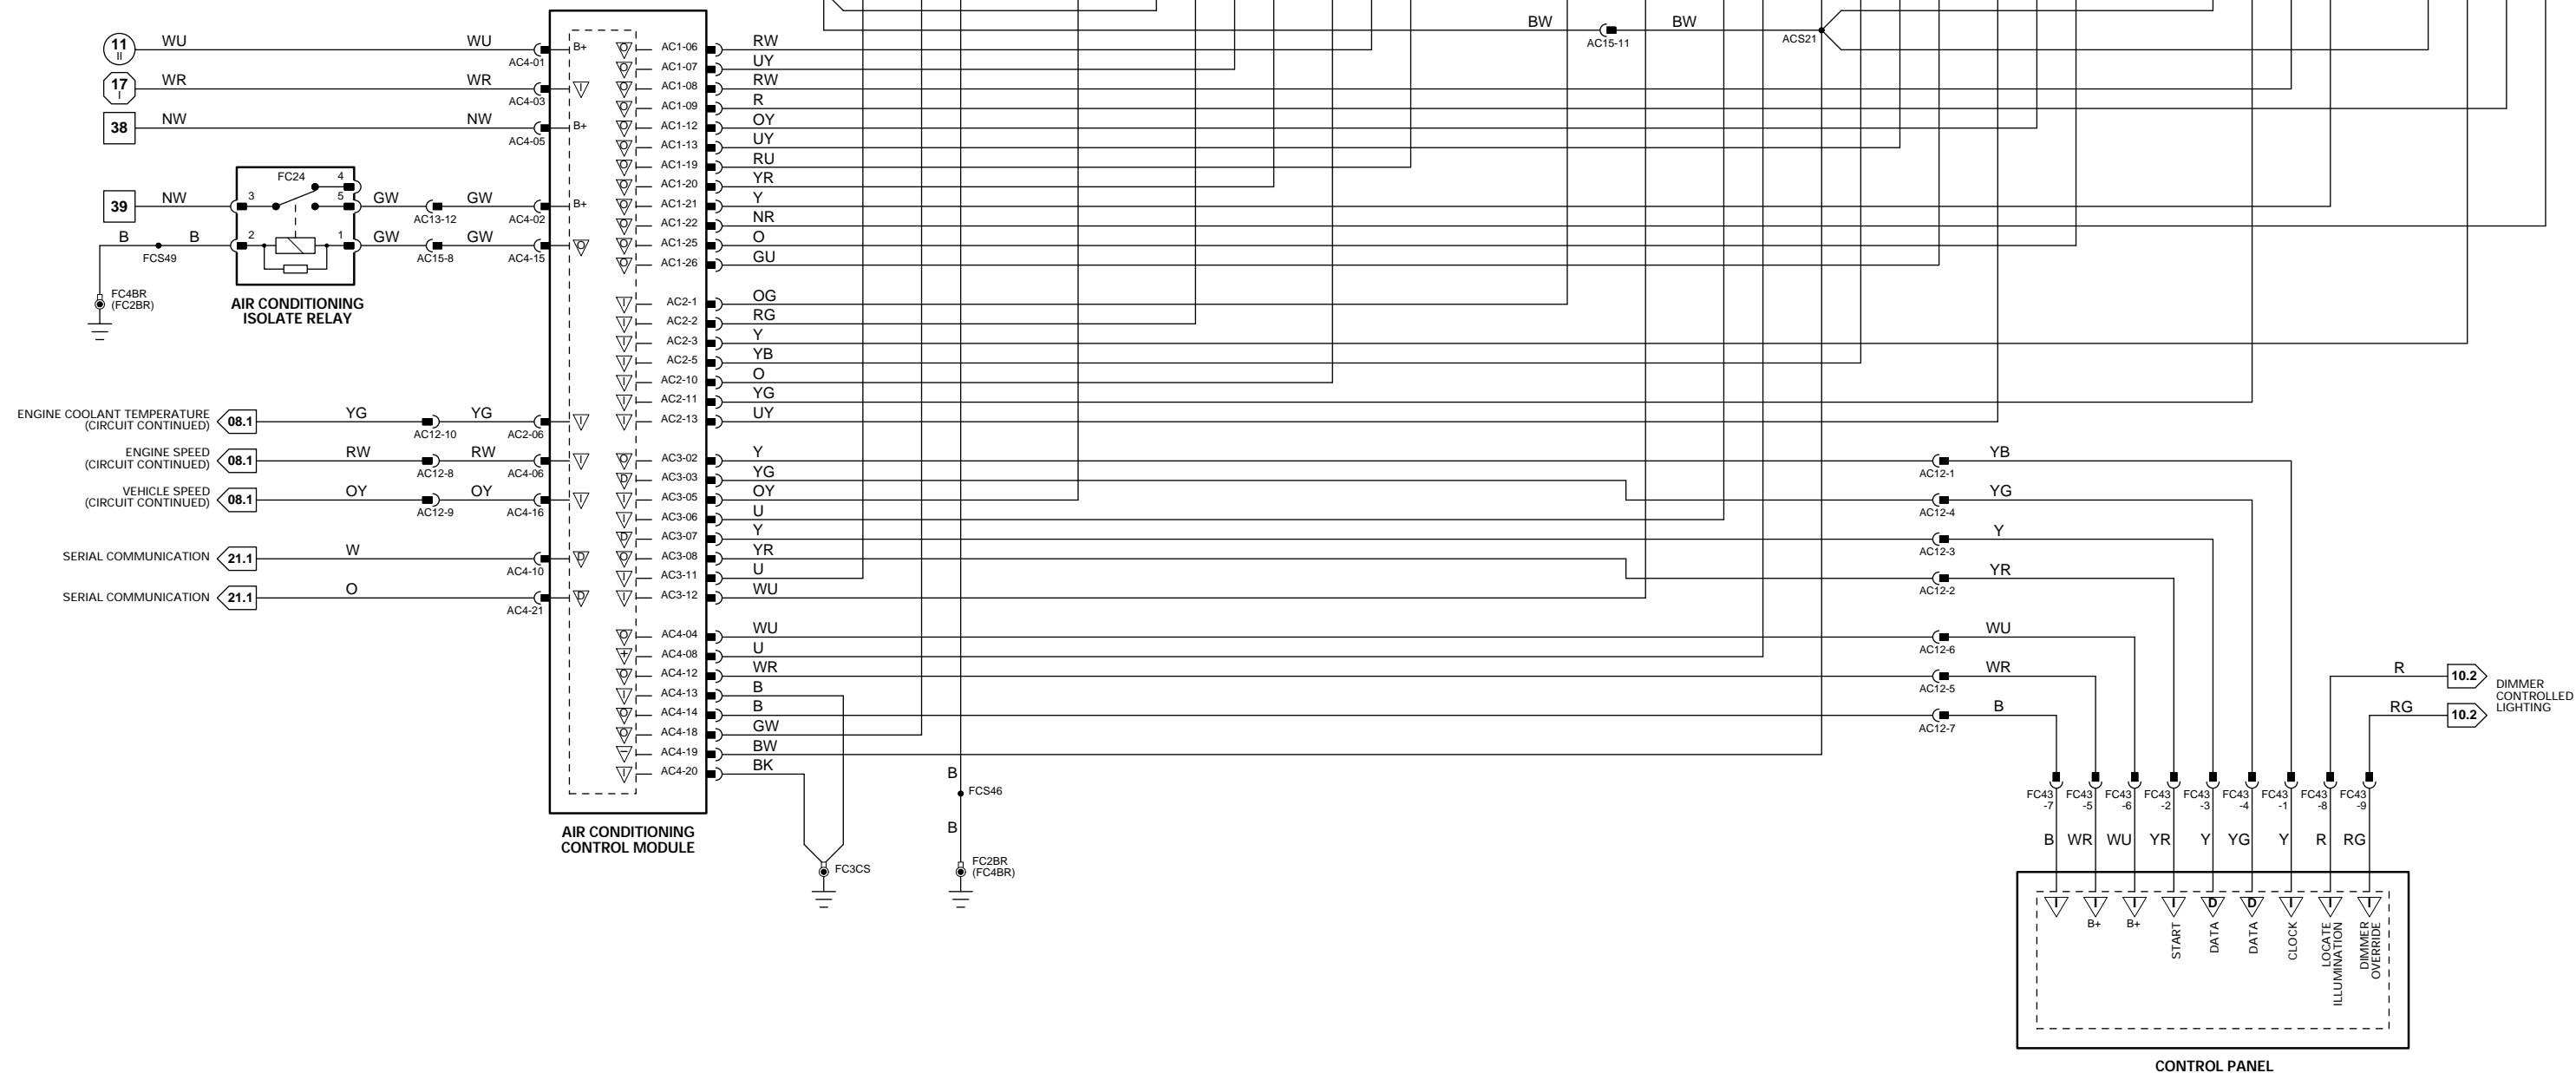 BW
BW
AC15-11
ACS21
11
II
WU
WU
AC4-01
B+
O
AC1-06
RW
O
AC1-07
UY
17
I
WR
WR
AC4-03
I
O
AC1-08
RW
O
AC1-09
R
38
NW
NW
AC4-05
B+
O
AC1-12
OY
O
AC1-13
UY
O
AC1-19
RU
O
AC1-20
YR
39
NW
3
FC24
4
5
GW
AC13-12
GW
AC4-02
B+
O
AC1-21
Y
O
AC1-22
NR
B
FCS49
B
2
1
GW
AC15-8
GW
AC4-15
O
O
AC1-25
O
O
AC1-26
GU
FC4BR
(FC2BR)
AIR CONDITIONING
ISOLATE RELAY
I
AC2-1
OG
I
AC2-2
RG
I
AC2-3
Y
I
AC2-5
YB
I
AC2-10
O
I
AC2-11
YG
ENGINE COOLANT TEMPERATURE
(CIRCUIT CONTINUED)
08.1
YG
AC12-10
YG
AC2-06
I
I
AC2-13
UY
ENGINE SPEED
(CIRCUIT CONTINUED)
08.1
RW
AC12-8
RW
AC4-06
I
O
AC3-02
Y
AC12-1
YB
D
AC3-03
YG
VEHICLE SPEED
(CIRCUIT CONTINUED)
08.1
OY
AC12-9
OY
AC4-16
I
I
AC3-05
OY
AC12-4
YG
I
AC3-06
U
D
AC3-07
Y
AC12-3
Y
SERIAL COMMUNICATION
21.1
W
AC4-10
D
O
AC3-08
YR
I
AC3-11
U
AC12-2
YR
SERIAL COMMUNICATION
21.1
O
AC4-21
D
I
AC3-12
WU
O
AC4-04
WU
AC12-6
WU
+
AC4-08
U
O
AC4-12
WR
AC12-5
WR
I
AC4-13
B
O
AC4-14
B
AC12-7
B
O
AC4-18
GW
–
AC4-19
BW
I
AC4-20
BK
R
10.2
RG
10.2
DIMMER
CONTROLLED
LIGHTING
AIR CONDITIONING
CONTROL MODULE
FC3CS
B
FCS46
B
FC2BR
(FC4BR)
FC43
-7
FC43
-5
FC43
-6
FC43
-2
FC43
-3
FC43
-4
FC43
-1
FC43
-8
FC43
-9
B
WR
WU
YR
Y
YG
Y
R
RG
I
I
I
I
D
D
I
I
I
B+
B+
START
DATA
DATA
CLOCK
LOCATE
ILLUMINATION
DIMMER
OVERRIDE
CONTROL PANEL